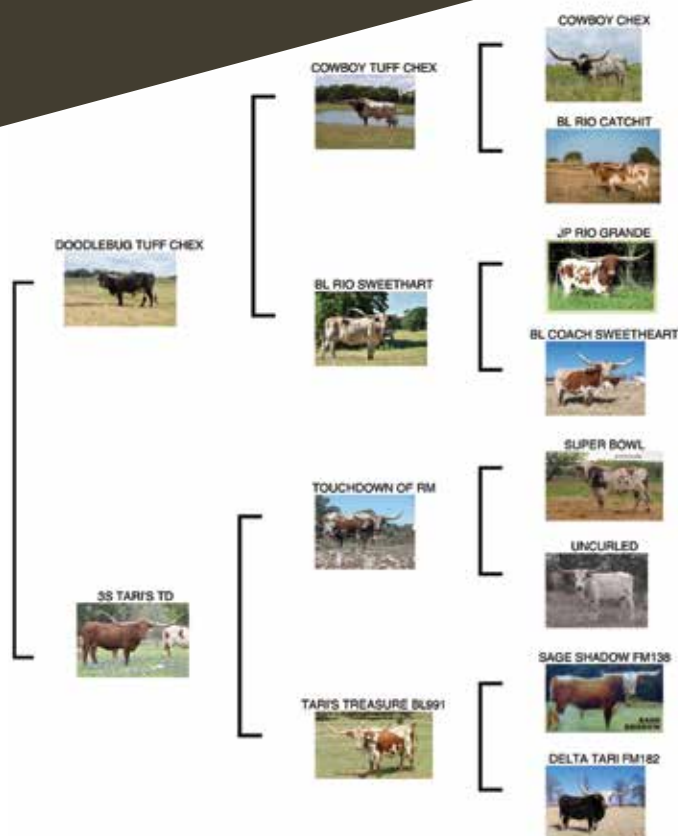 COWBOY CHEX
COWBOY TUFF CHEX
BL RIO CATCHIT
DOODLEBUG TUFF CHEX
JP RIO GRANDE
BL RIO SWEETHART
BL COACH SWEETHEART
SUPER BOWL
TOUCHDOWN OF RM
UNCURLED
3S TARI'S TD
SAGE SHADOW FM138
SAGE
SHADOW
TARI'S TREASURE BL991
DELTA TARI FM182